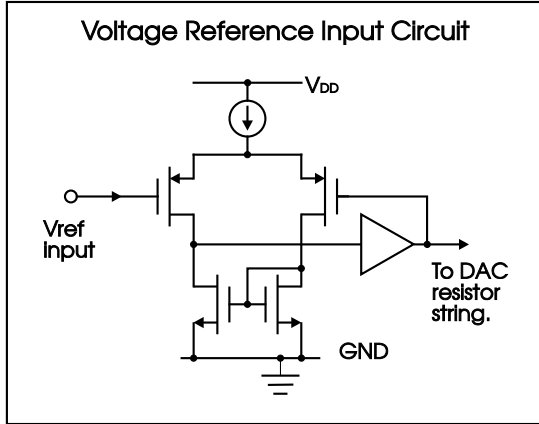 Voltage Reference Input Circuit
VDD
Vref
input
To DAC
resistor
string.
GND